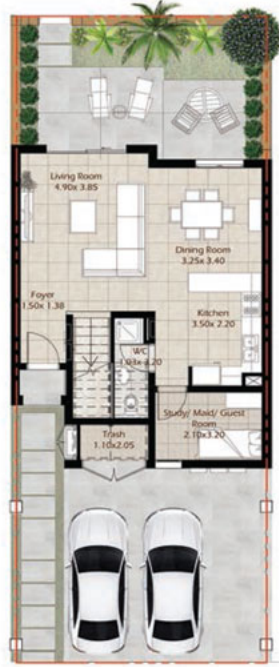 Living Room
4.90x 3.85
Dining Room
3.25x 3.40
Foyer
1.50x 1.38
Kitchen
3.50x 2.20
WC
Study/ Maid/ Guest
Room
2.10x3.20
Trash
1.10x2.05